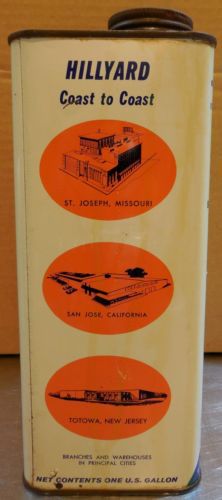 HILLYARD
Coast to Coast
ST. JOSEPH, MISSOURI
SAN JOSE, CALIFORNIA
TOTOWA, NEW JERSEY
BRANCHES AND WAREHOUSES
IN PRINCIPAL CITIES
NET CONTENTS ONE U.S. GALLON